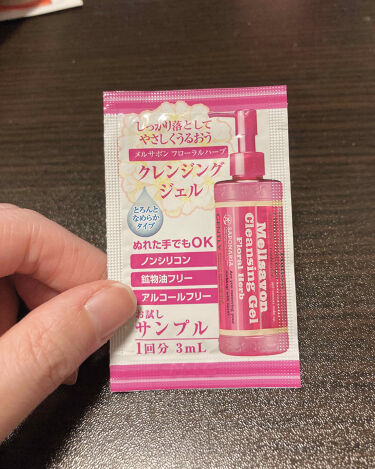 しっかり落として
やさしくうるおう
メルサボン フローラルハーブ
クレンジング
ジェル
とろんと
なめらか
タイプ
ぬれた手でもOK
ノンシリコン
鉱物油フリー
アルコールフリー
お試し
サンプル
1回分 3mL
SABONARIA
Mellsavon
Cleansing Gel
Floral Herb